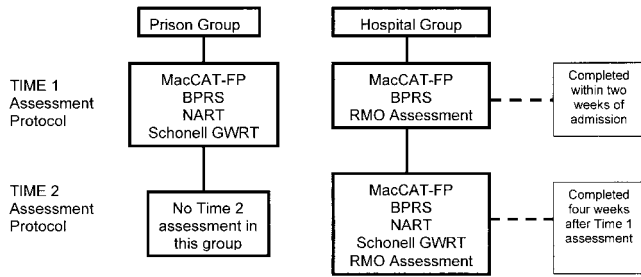 Prison Group
Hospital Group
TIME 1
Assessment
Protocol
MacCAT-FP
BPRS
NART
Schonell GWRT
MacCAT-FP
BPRS
RMO Assessment
Completed
within two
weeks of
admission
TIME 2
Assessment
Protocol
No Time 2
assessment in
this group
MacCAT-FP
BPRS
NART
Schonell GWRT
RMO Assessment
Completed
four weeks
after Time 1
assessment